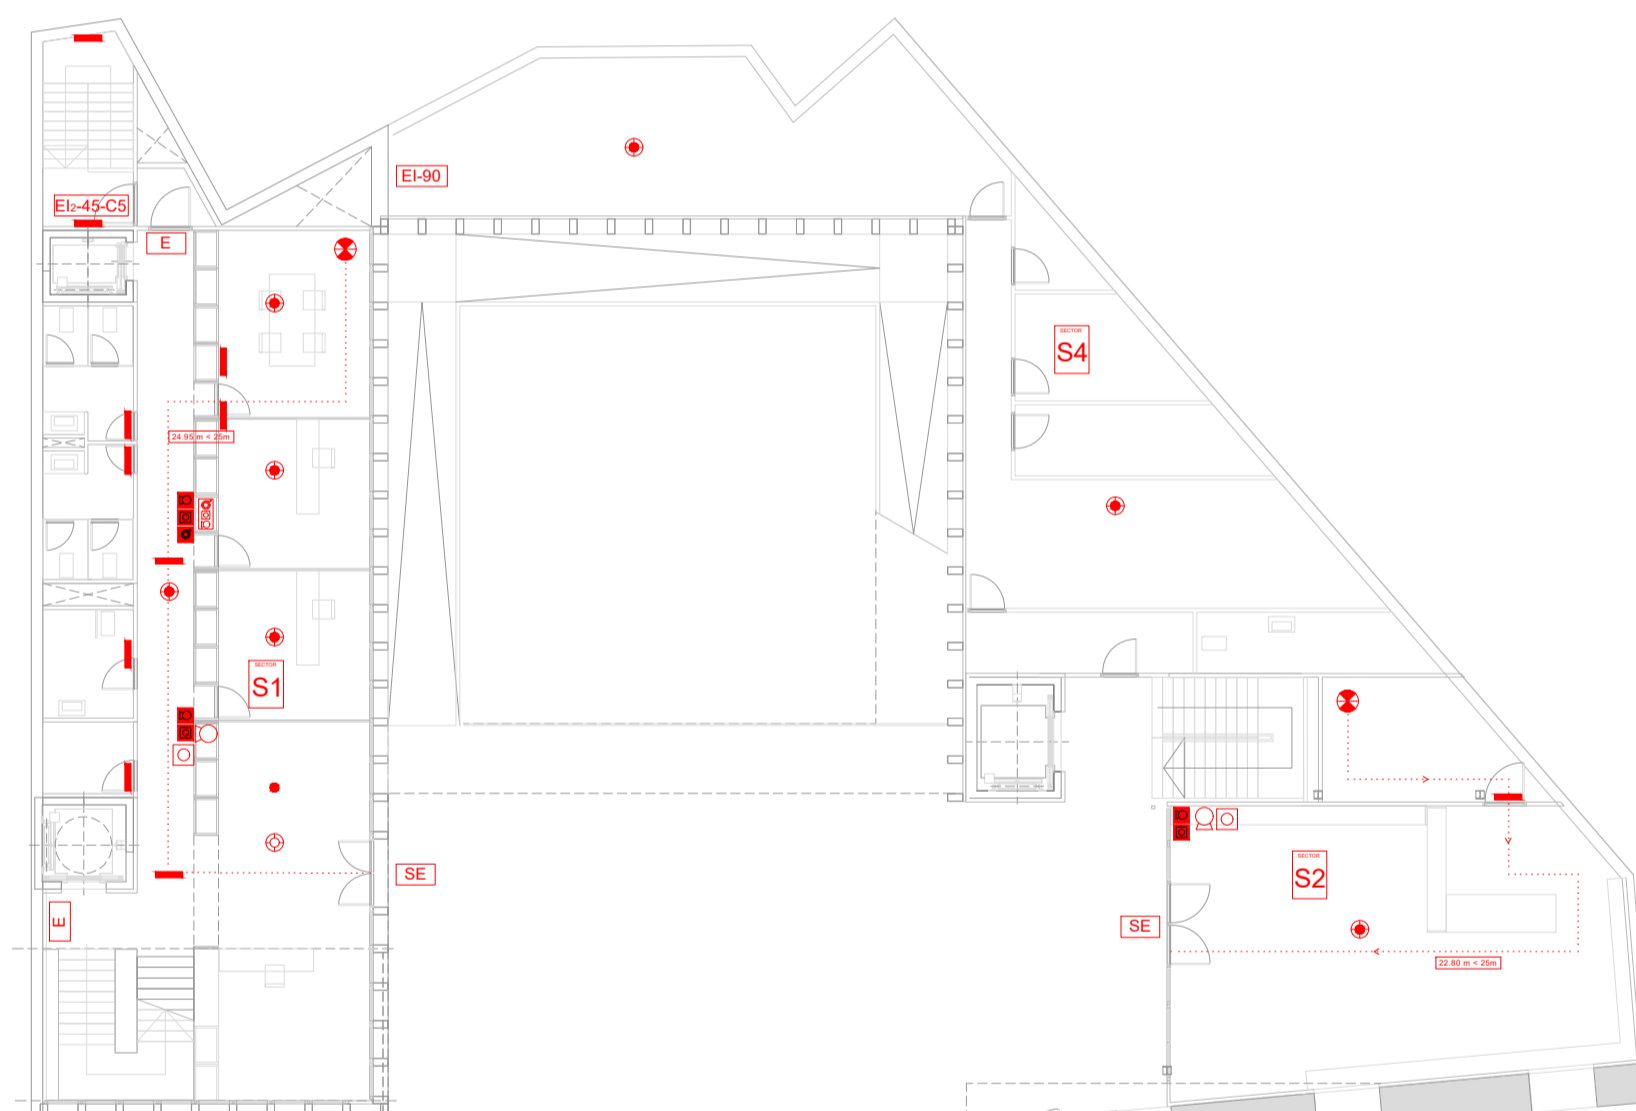 EI-90
EI2-45-C5
E
SECTOR
S4
24.95 m < 25m
SECTOR
S1
SECTOR
S2
SE
E
SE
22.80 m < 25m